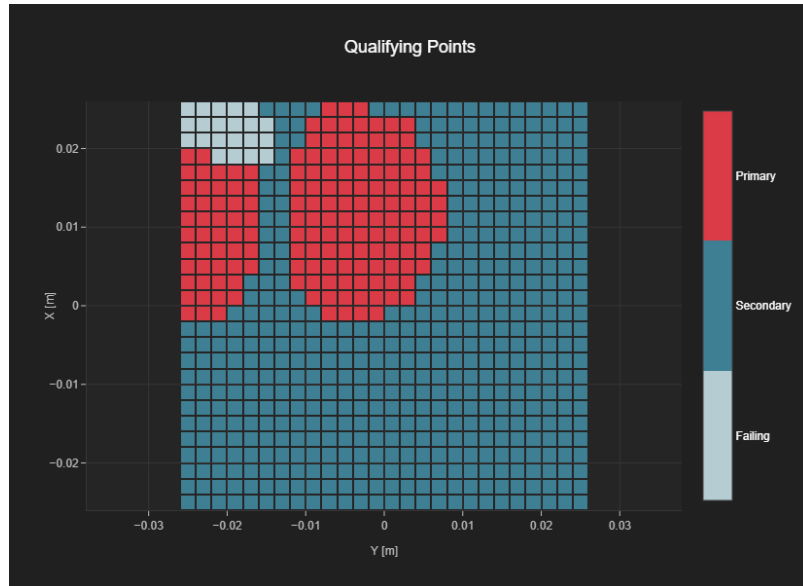 Qualifying Points
Primary
0.02
0.01
Secondary
X [m]
0
−0.01
Failing
−0.02
−0.03
−0.02
−0.01
0
0.01
0.02
0.03
Y [m]